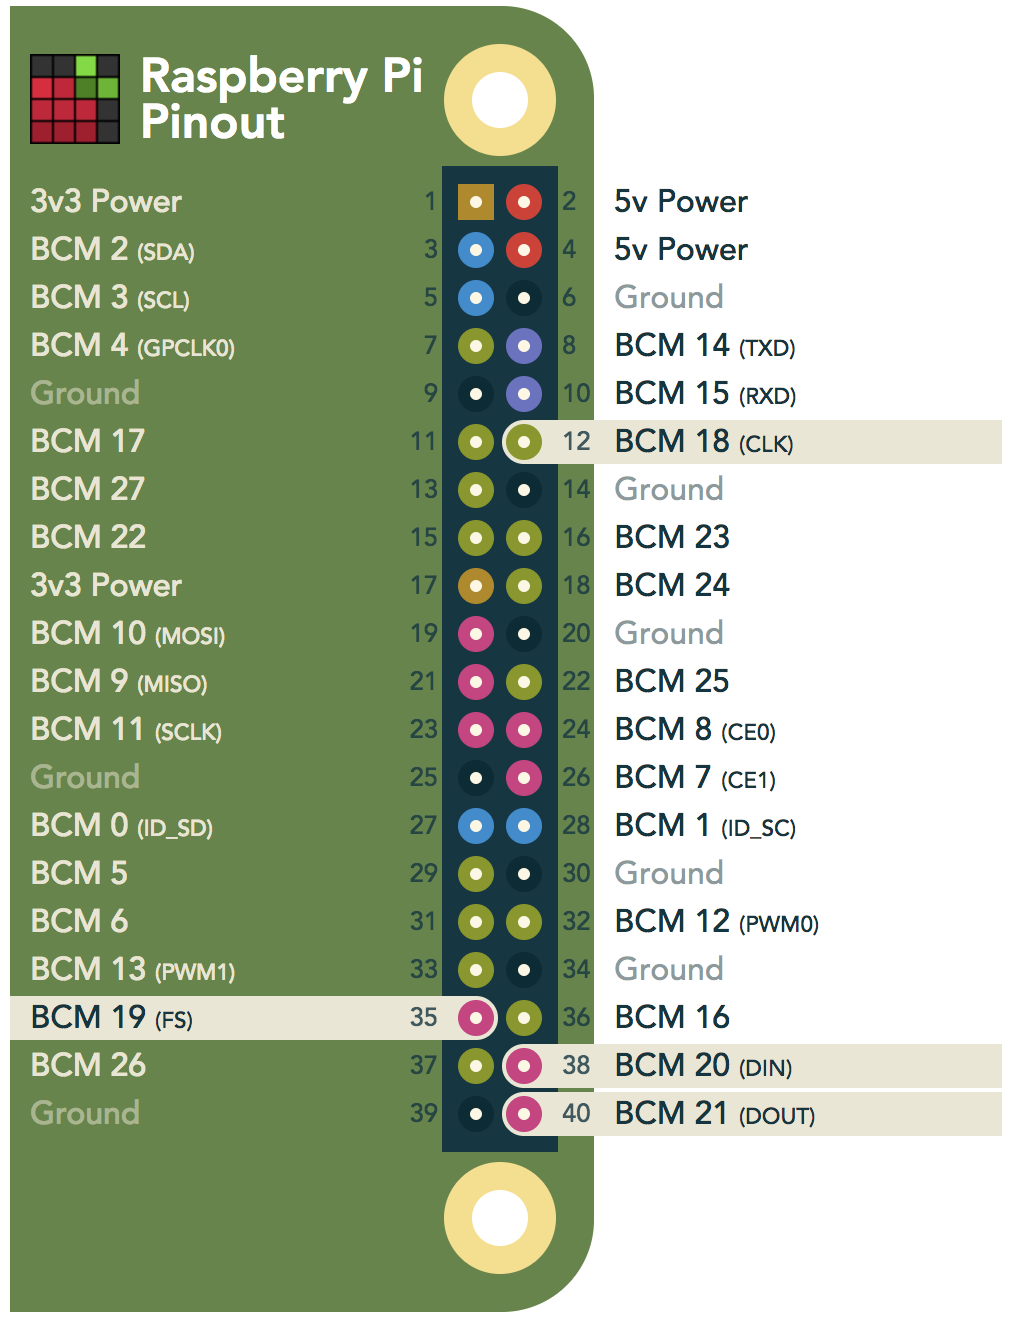 Raspberry Pi
Pinout
3v3 Power 1 2 5v Power
BCM 2 (SDA) 3 4 5v Power
BCM 3 (SCL) 5 6 Ground
BCM 4 (GPCLK0) 7 8 BCM 14 (TXD)
Ground 9 10 BCM 15 (RXD)
BCM 17 11 12 BCM 18 (CLK)
BCM 27 13 14 Ground
BCM 22 15 16 BCM 23
3v3 Power 17 18 BCM 24
BCM 10 (MOSI) 19 20 Ground
BCM 9 (MISO) 21 22 BCM 25
BCM 11 (SCLK) 23 24 BCM 8 (CE0)
Ground 25 26 BCM 7 (CE1)
BCM 0 (ID_SD) 27 28 BCM 1 (ID_SC)
BCM 5 29 30 Ground
BCM 6 31 32 BCM 12 (PWM0)
BCM 13 (PWM1) 33 34 Ground
BCM 19 (FS) 35 36 BCM 16
BCM 26 37 38 BCM 20 (DIN)
Ground 39 40 BCM 21 (DOUT)